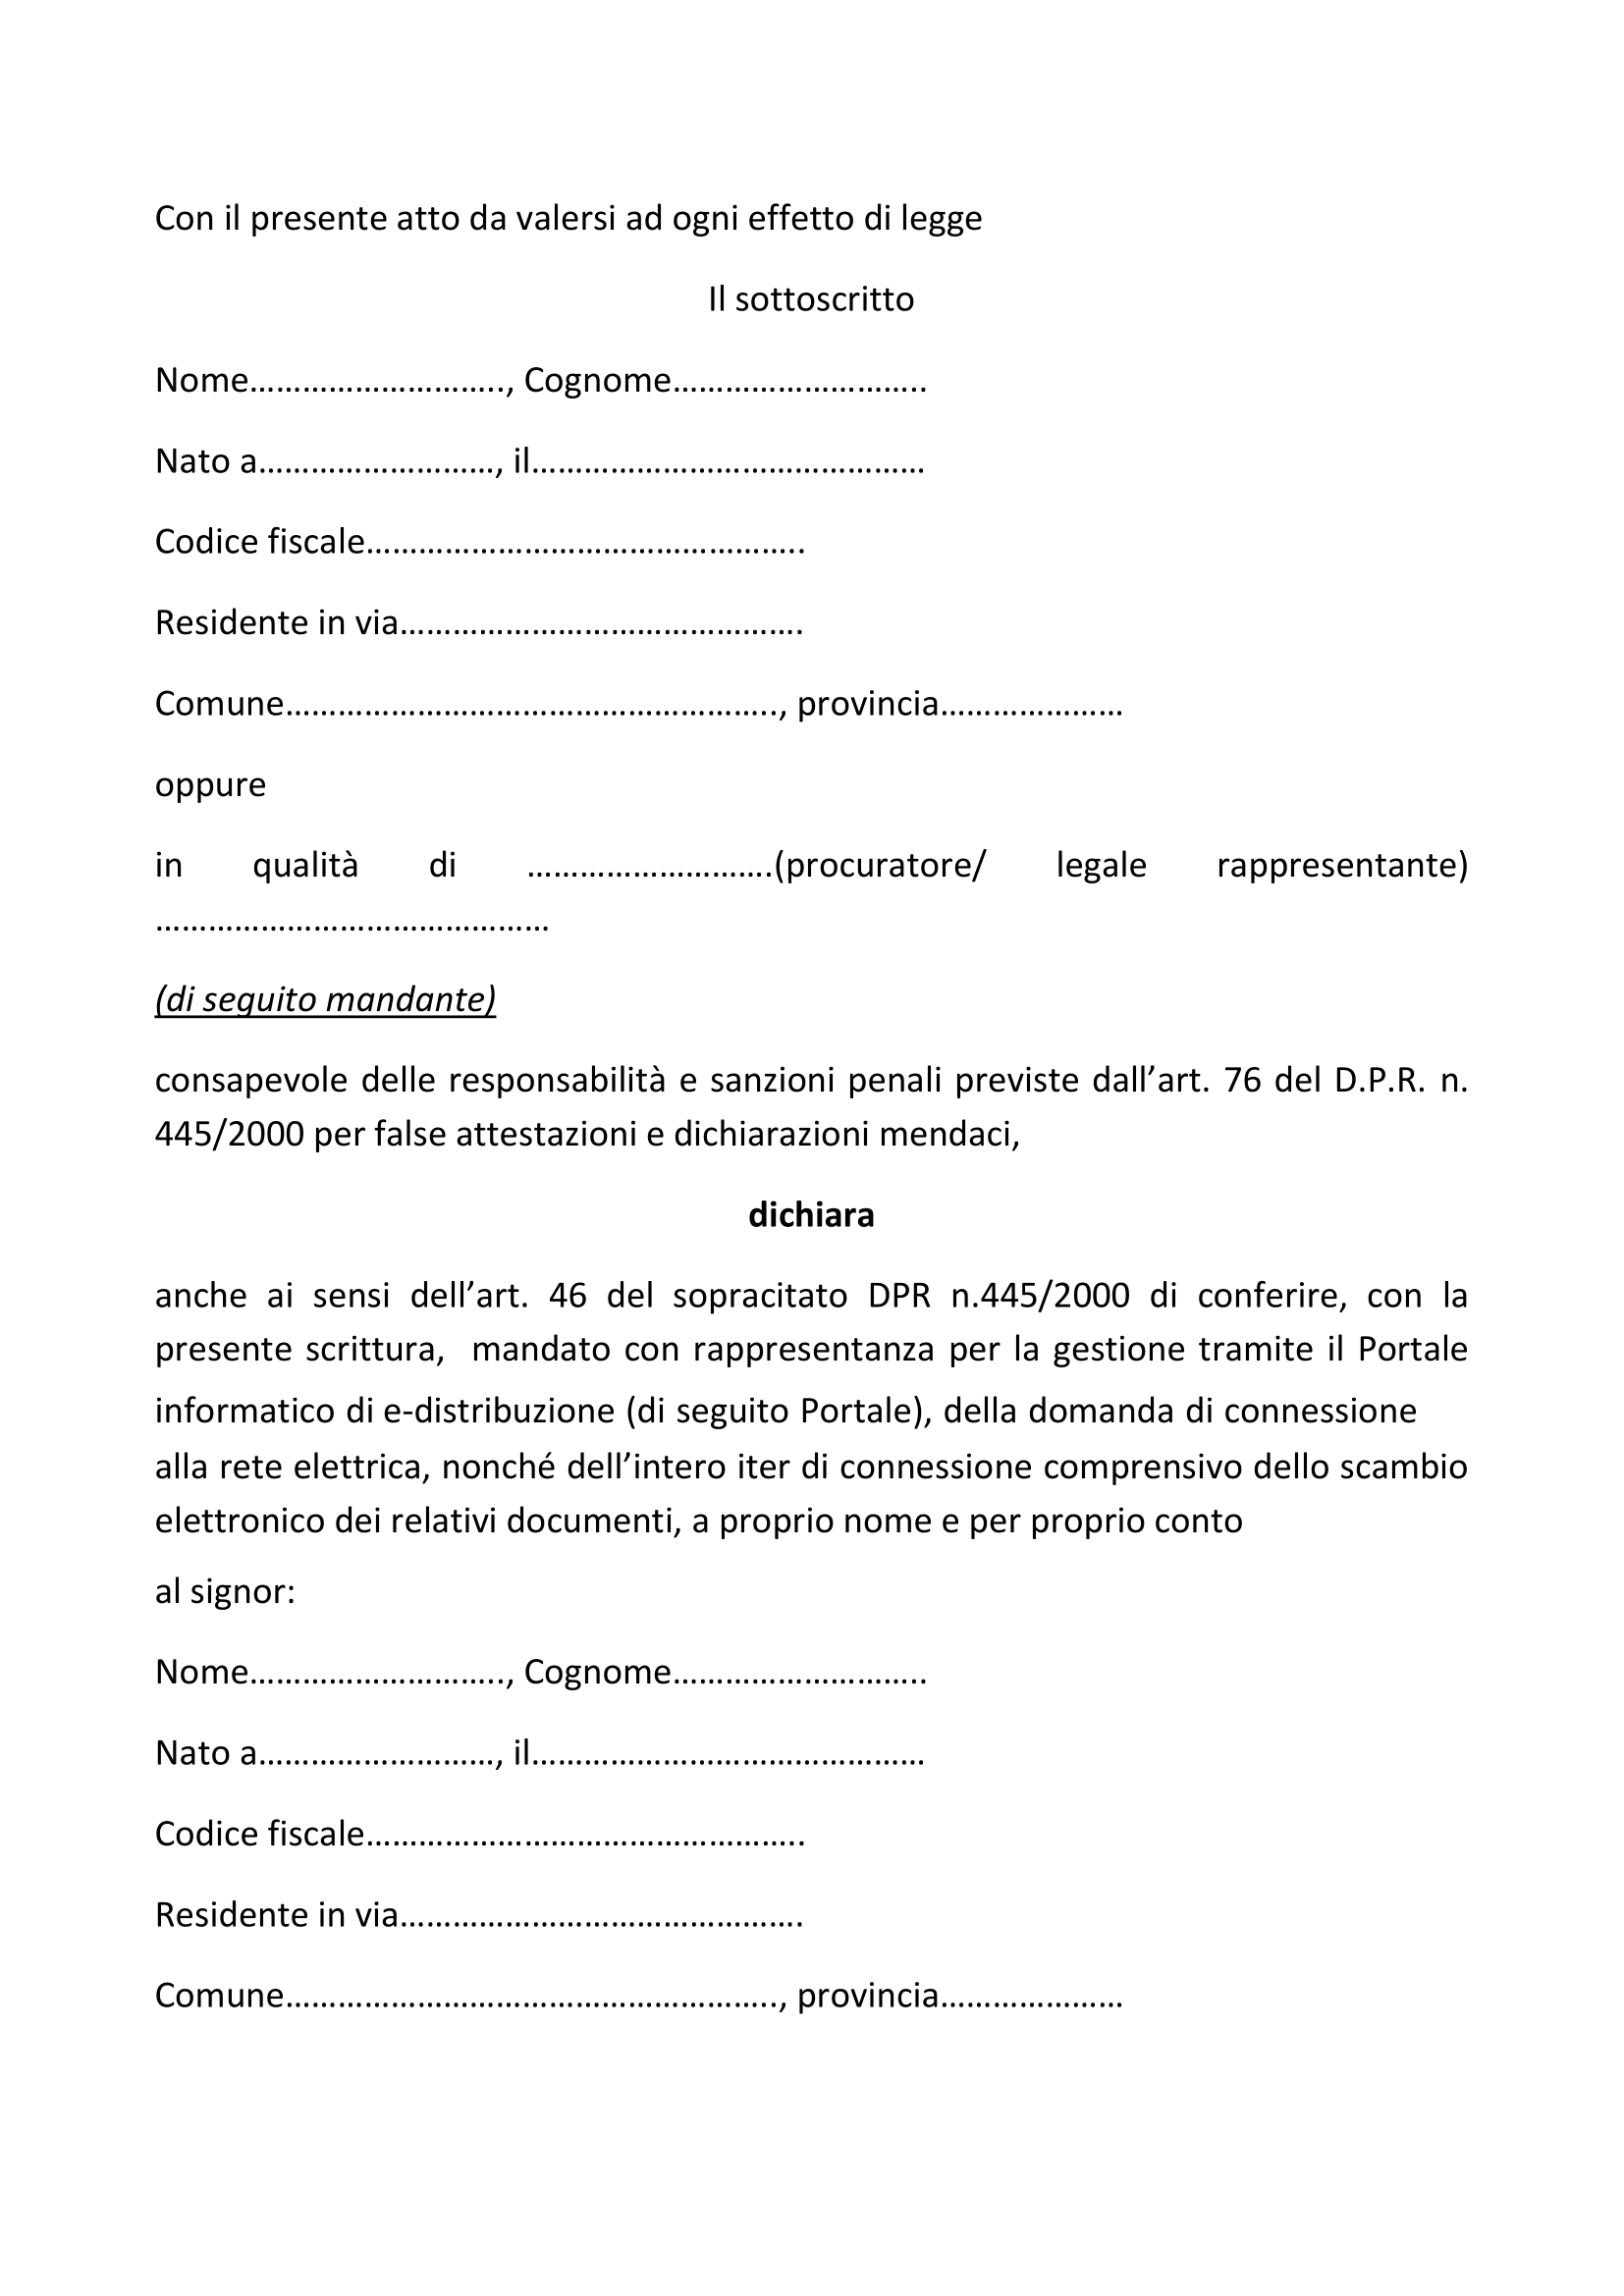 Con il presente atto da valersi ad ogni effetto di legge
Il sottoscritto
Nome……………………….., Cognome………………………..
Nato a………………………, il………………………………………
Codice fiscale…………………………………………..
Residente in via……………………………………….
Comune……………………………………………….., provincia…………………
oppure
in qualità di ……………………….(procuratore/ legale rappresentante)
………………………………………
(di seguito mandante)
consapevole delle responsabilità e sanzioni penali previste dall’art. 76 del D.P.R. n.
445/2000 per false attestazioni e dichiarazioni mendaci,
dichiara
anche ai sensi dell’art. 46 del sopracitato DPR n.445/2000 di conferire, con la
presente scrittura, mandato con rappresentanza per la gestione tramite il Portale
informatico di e-distribuzione (di seguito Portale), della domanda di connessione
alla rete elettrica, nonché dell’intero iter di connessione comprensivo dello scambio
elettronico dei relativi documenti, a proprio nome e per proprio conto
al signor:
Nome……………………….., Cognome………………………..
Nato a………………………, il………………………………………
Codice fiscale…………………………………………..
Residente in via……………………………………….
Comune……………………………………………….., provincia…………………